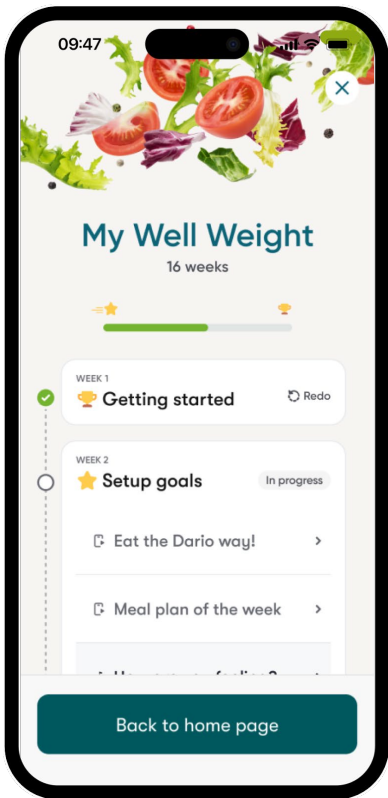 09:47
My Well Weight
16 weeks
WEEK 1
Getting started
Redo
WEEK 2
Setup goals
In progress
Eat the Dario way!
Meal plan of the week
Back to home page